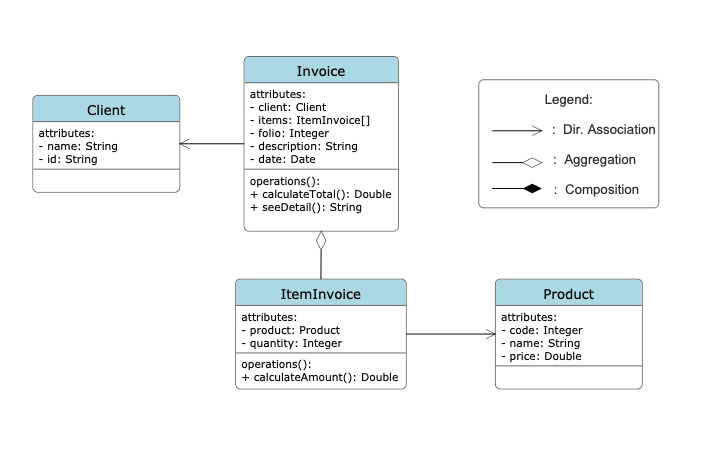 Client
attributes:
- name: String
- id: String
Invoice
attributes:
- client: Client
- items: ItemInvoice[]
- folio: Integer
- description: String
- date: Date
operations():
+ calculateTotal(): Double
+ seeDetail(): String
Legend:
: Dir. Association
: Aggregation
: Composition
ItemInvoice
attributes:
- product: Product
- quantity: Integer
operations():
+ calculateAmount(): Double
Product
attributes:
- code: Integer
- name: String
- price: Double